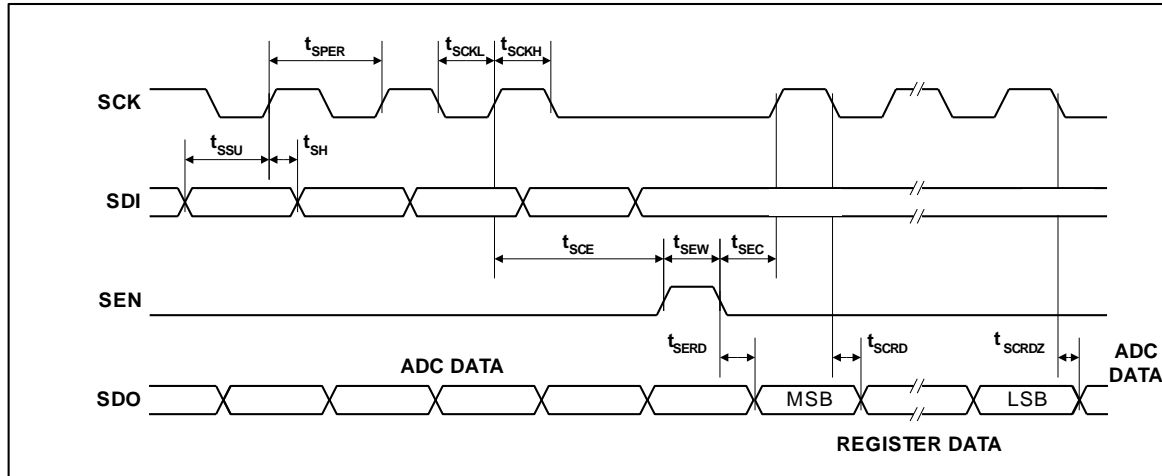 tSPER
tSCKL
tSCKH
SCK
tSSU
tSH
SDI
tSCE
tSEW
tSEC
SEN
tSERD
tSCRD
tSCRDZ
ADC DATA
ADC
DATA
SDO
MSB
LSB
REGISTER DATA